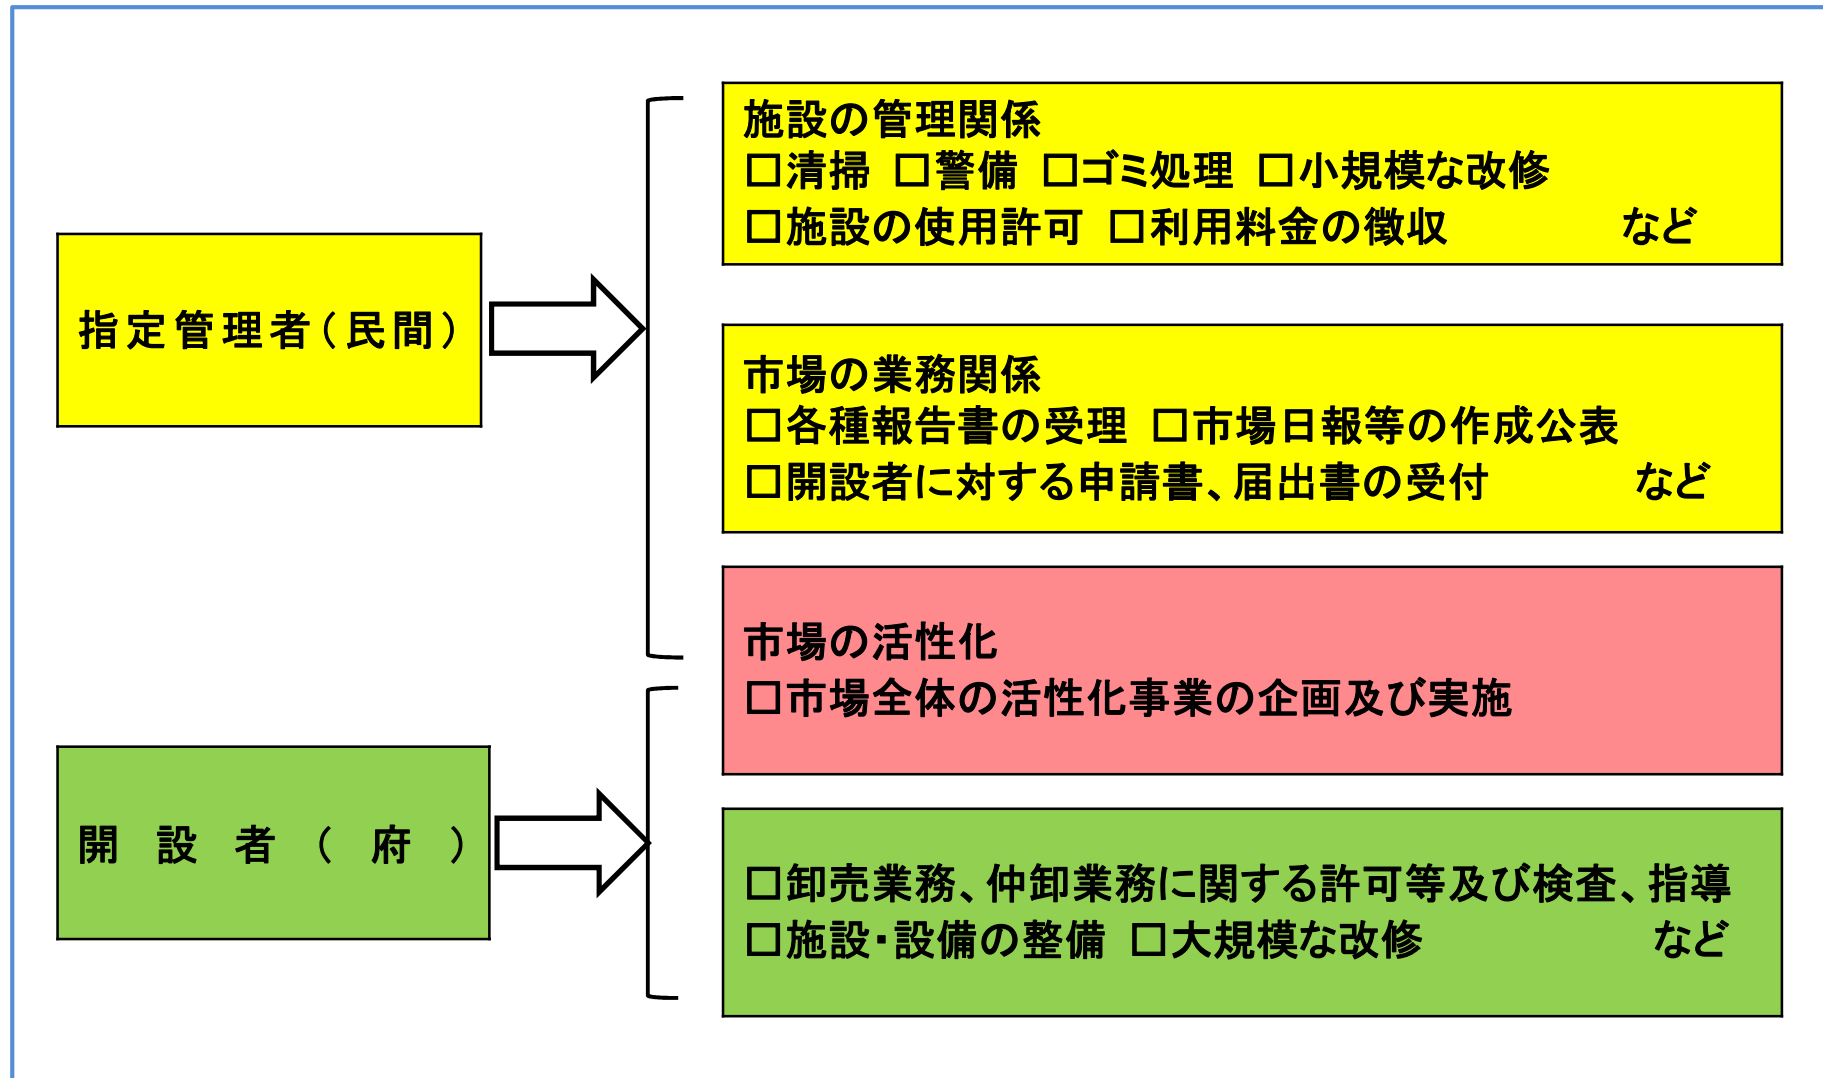 施設の管理関係
□清掃 □警備 □ゴミ処理 □小規模な改修
□施設の使用許可 □利用料金の徴収 など
指定管理者（民間）
市場の業務関係
□各種報告書の受理 □市場日報等の作成公表
□開設者に対する申請書、届出書の受付 など
市場の活性化
□市場全体の活性化事業の企画及び実施
開設者（府）
□卸売業務、仲卸業務に関する許可等及び検査、指導
□施設・設備の整備 □大規模な改修 など